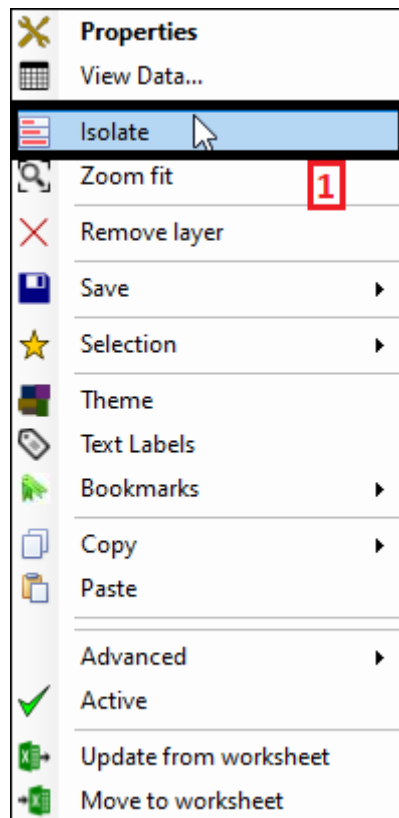 Properties
View Data...
Isolate
Zoom fit
1
Remove layer
Save
Selection
Theme
Text Labels
Bookmarks
Copy
Paste
Advanced
Active
Update from worksheet
Move to worksheet